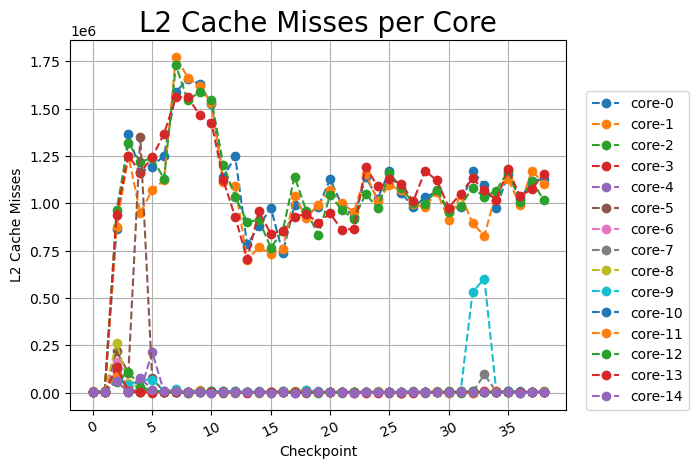 L2 Cache Misses per Core
1e6
1.75
1.50
1.25
1.00
0.75
0.50
0.25
0.00
L2 Cache Misses
0
5
10
15
20
25
30
35
Checkpoint
core-0
core-1
core-2
core-3
core-4
core-5
core-6
core-7
core-8
core-9
core-10
core-11
core-12
core-13
core-14